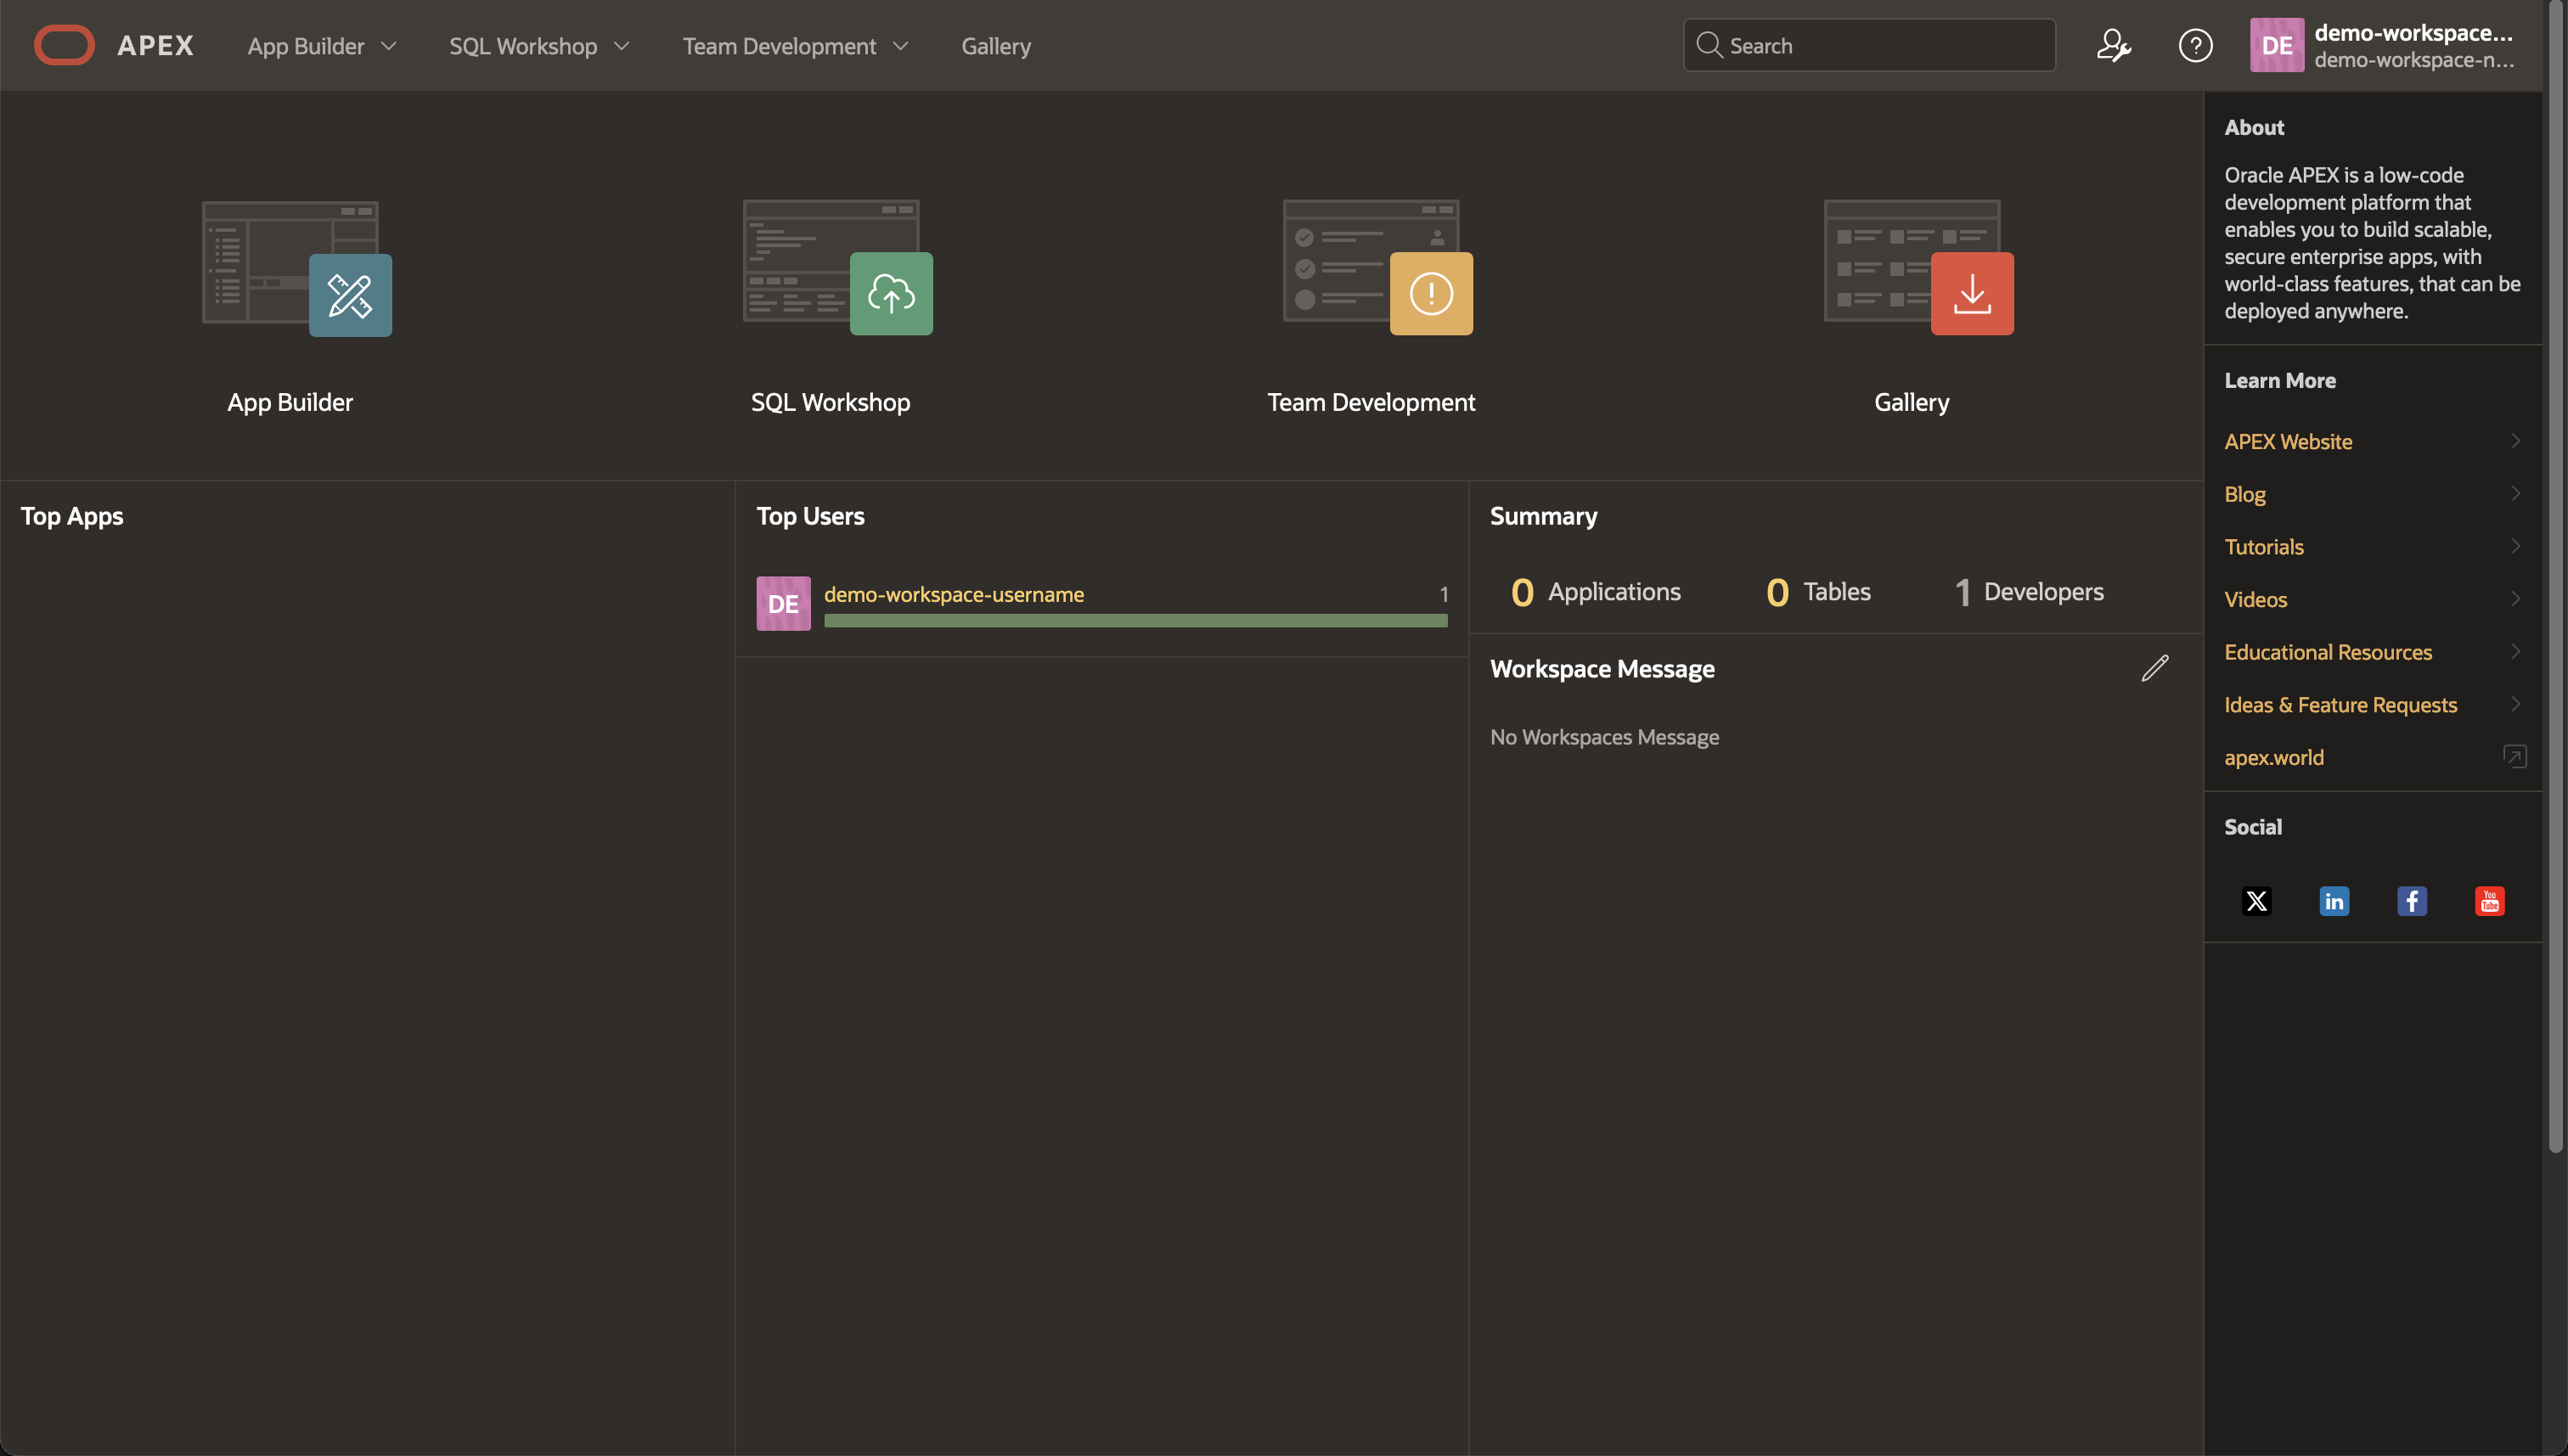 APEX
App Builder
SQL Workshop
Team Development
Gallery
Search
DE
demo-workspace...
demo-workspace-n...
App Builder
SQL Workshop
Team Development
Gallery
Top Apps
Top Users
DE
demo-workspace-username
1
Summary
0 Applications
0 Tables
1 Developers
Workspace Message
No Workspaces Message
About
Oracle APEX is a low-code
development platform that
enables you to build scalable,
secure enterprise apps, with
world-class features, that can be
deployed anywhere.
Learn More
APEX Website
Blog
Tutorials
Videos
Educational Resources
Ideas & Feature Requests
apex.world
Social
X
in
f
You
Tube